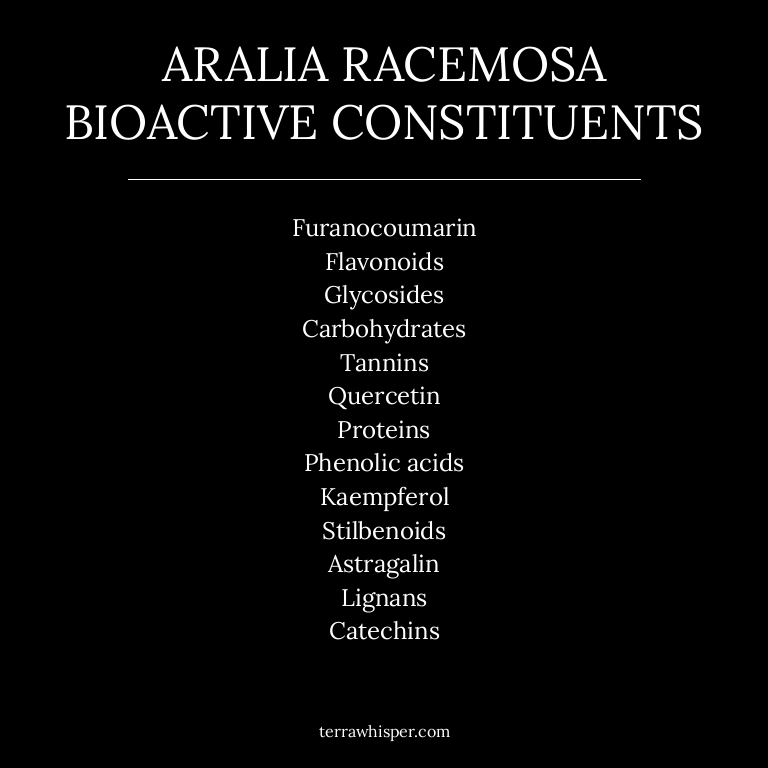 ARALIA RACEMOSA
BIOACTIVE CONSTITUENTS
Furanocoumarin
Flavonoids
Glycosides
Carbohydrates
Tannins
Quercetin
Proteins
Phenolic acids
Kaempferol
Stilbenoids
Astragalin
Lignans
Catechins
terrawhisper.com